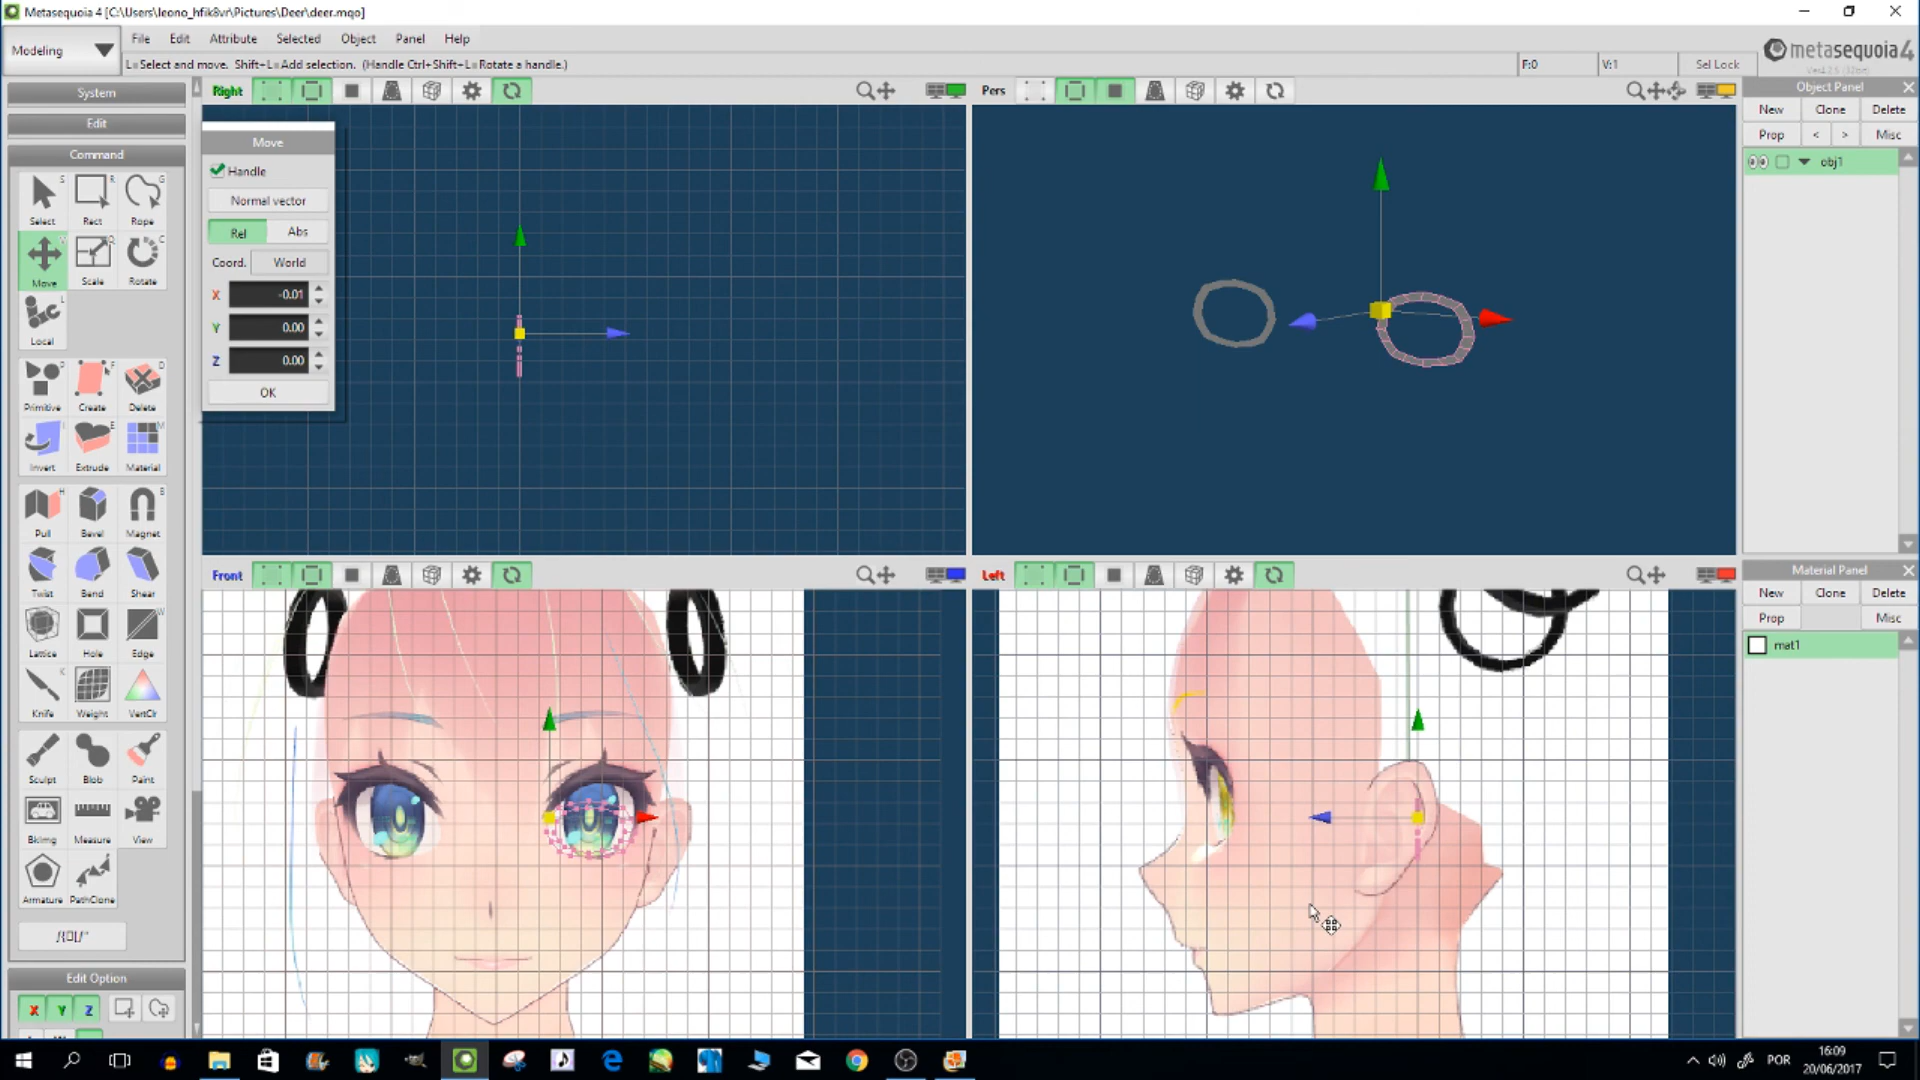 Metasequoia 4 [C:\Users\leono_hfik8vr\Pictures\Deer\deer.mqo]
Modeling
File Edit Attribute Selected Object Panel Help
L=Select and move. Shift+L=Add selection. (Handle Ctrl+Shift+L=Rotate a handle.)
F:0 V:1 Sel Lock
metasequoia 4
System
Edit
Command
Select S
Rect R
Rope G
Move V
Scale Q
Rotate C
Local L
Primitive
Create F
Delete D
Invert I
Extrude E
Material M
Pull H
Bevel
Magnet B
Twist
Bend
Shear
Lattice
Hole
Edge W
Knife K
Weight
VertClr
Sculpt
Blob
Paint
BkImg
Measure
View
Armature
PathClone
Edit Option
X Y Z
Right
Move
Handle
Normal vector
Rel Abs
Coord. World
X -0.01
Y 0.00
Z 0.00
OK
Pers
Front
Left
Object Panel
New Clone Delete
Prop < > Misc
obj1
Material Panel
New Clone Delete
Prop Misc
mat1
POR
16:09
20/06/2017